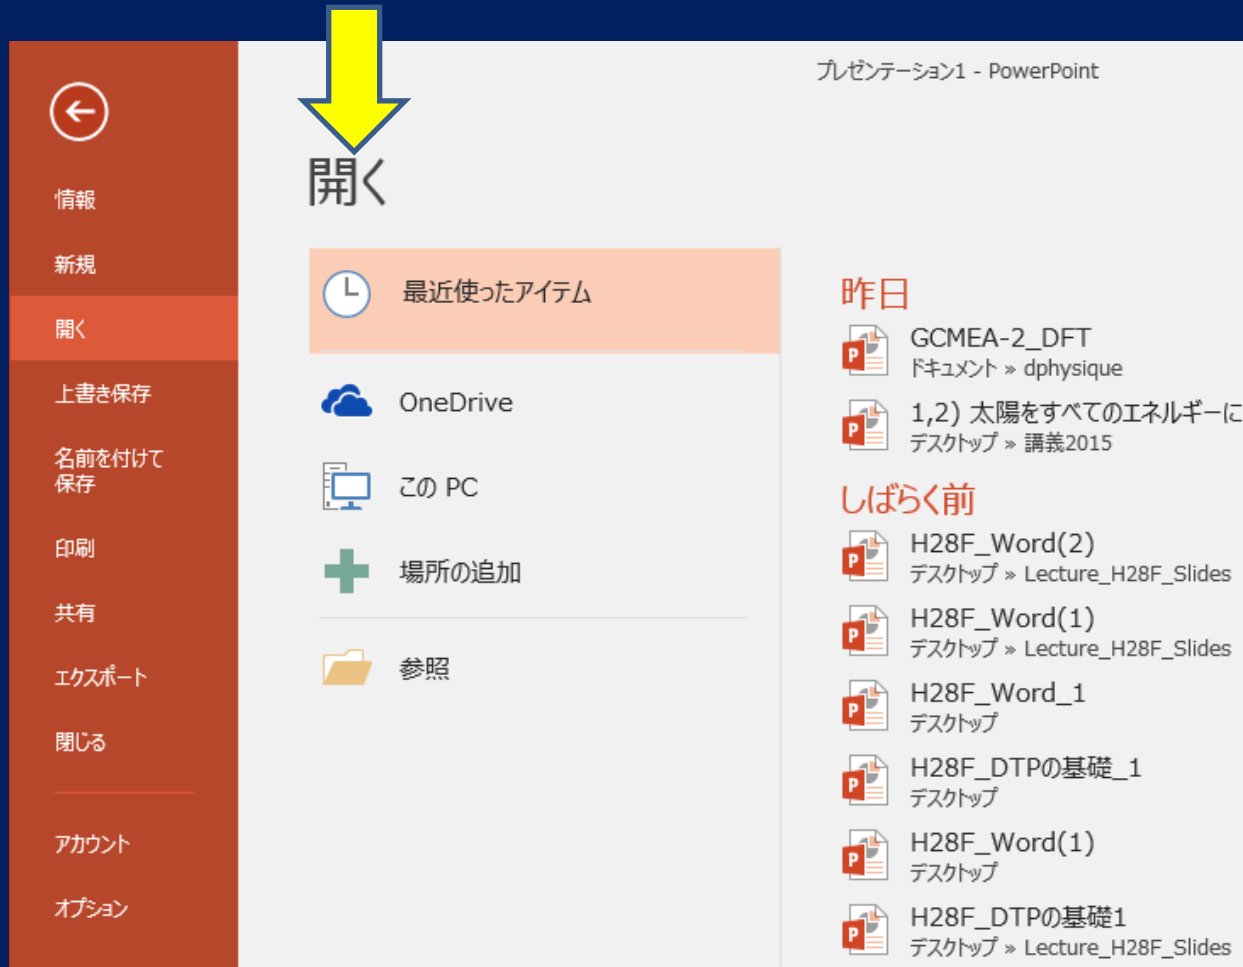 プレゼンテーション1 - PowerPoint
情報
新規
開く
上書き保存
名前を付けて
保存
印刷
共有
エクスポート
閉じる
アカウント
オプション
開く
最近使ったアイテム
OneDrive
この PC
場所の追加
参照
昨日
GCMEA-2_DFT
ドキュメント » dphysique
1,2) 太陽をすべてのエネルギーに
デスクトップ » 講義2015
しばらく前
H28F_Word(2)
デスクトップ » Lecture_H28F_Slides
H28F_Word(1)
デスクトップ » Lecture_H28F_Slides
H28F_Word_1
デスクトップ
H28F_DTPの基礎_1
デスクトップ
H28F_Word(1)
デスクトップ
H28F_DTPの基礎1
デスクトップ » Lecture_H28F_Slides